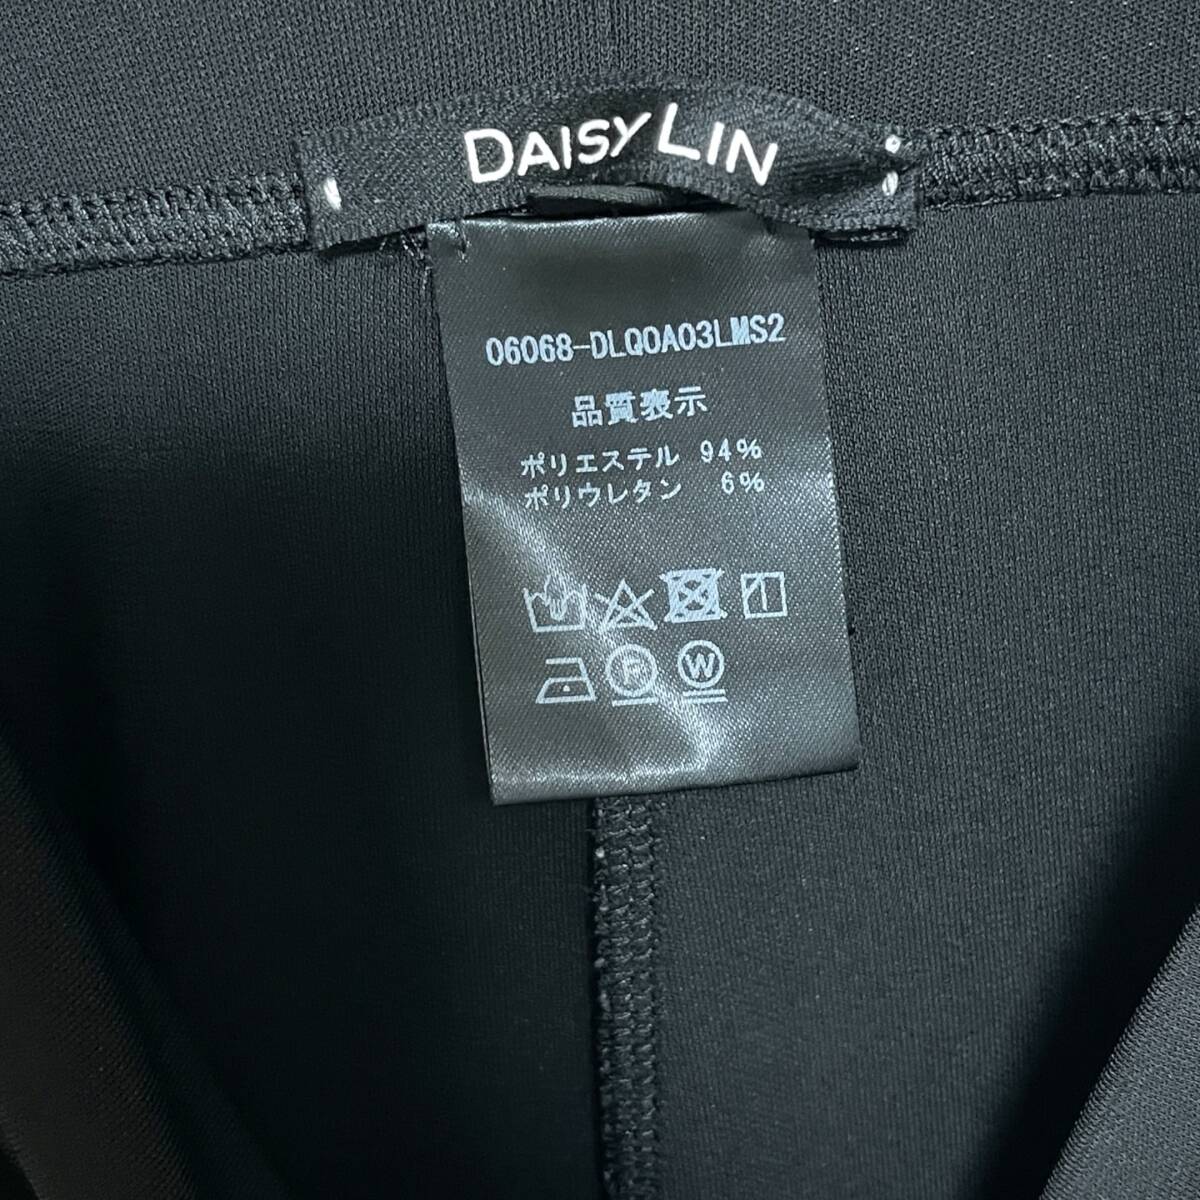 DAISY LIN
06068-DLQ0A03LMS2
品質表示
ポリエステル 94%
ポリウレタン 6%
F W